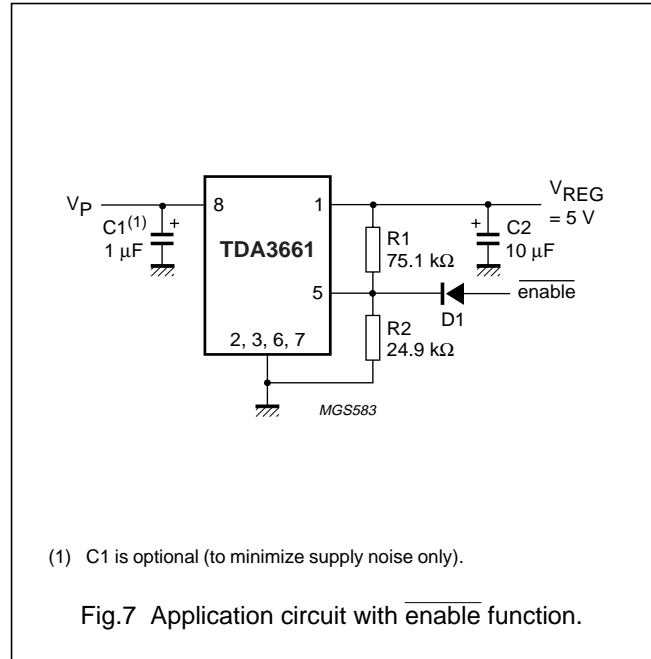 V_P
C1(1)
+
1 μF
8
TDA3661
1
5
2, 3, 6, 7
R1
75.1 kΩ
R2
24.9 kΩ
D1
+
C2
10 μF
V_REG
= 5 V
enable
MGS583
(1) C1 is optional (to minimize supply noise only).
Fig.7 Application circuit with enable function.